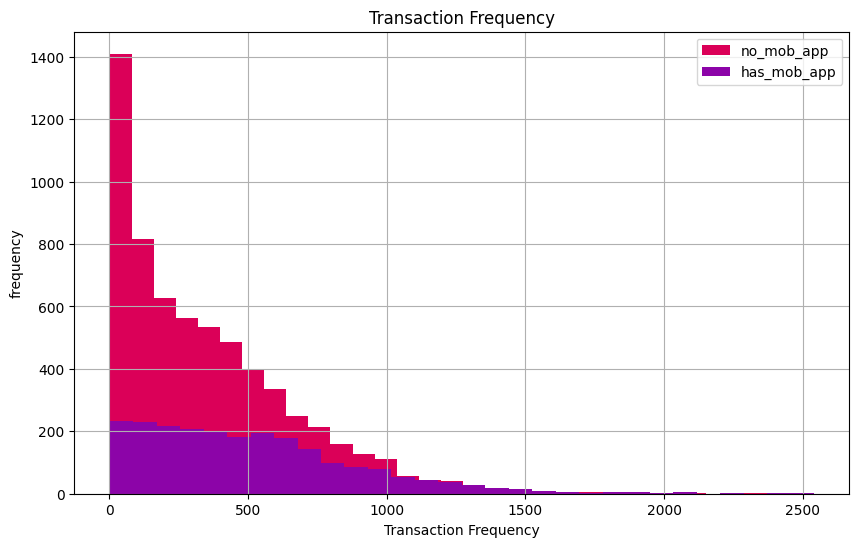 Transaction Frequency
no_mob_app
has_mob_app
1400
1200
1000
800
600
400
200
0
frequency
0 500 1000 1500 2000 2500
Transaction Frequency